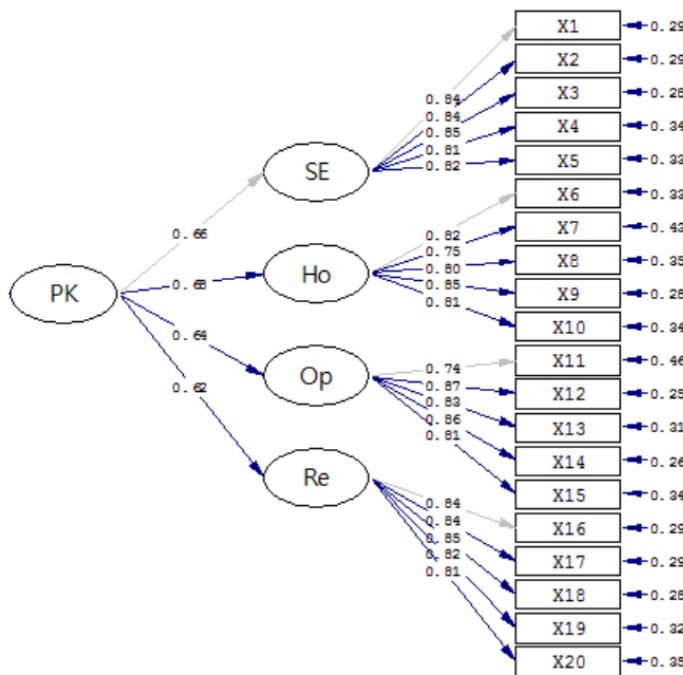 X1 0.29
X2 0.29
0.84 X3 0.28
0.84
0.85 X4 0.34
0.81
0.82 X5 0.33
SE
X6 0.33
0.66
0.82 X7 0.43
0.75
0.80 X8 0.35
0.85
0.81 X9 0.28
PK 0.68 Ho
X10 0.34
0.64
X11 0.46
0.74
0.62 Op 0.87 X12 0.25
0.83
0.86 X13 0.31
0.81
X14 0.26
Re X15 0.34
0.84 X16 0.29
0.84
0.85 X17 0.29
0.82
0.81 X18 0.28
X19 0.32
X20 0.35